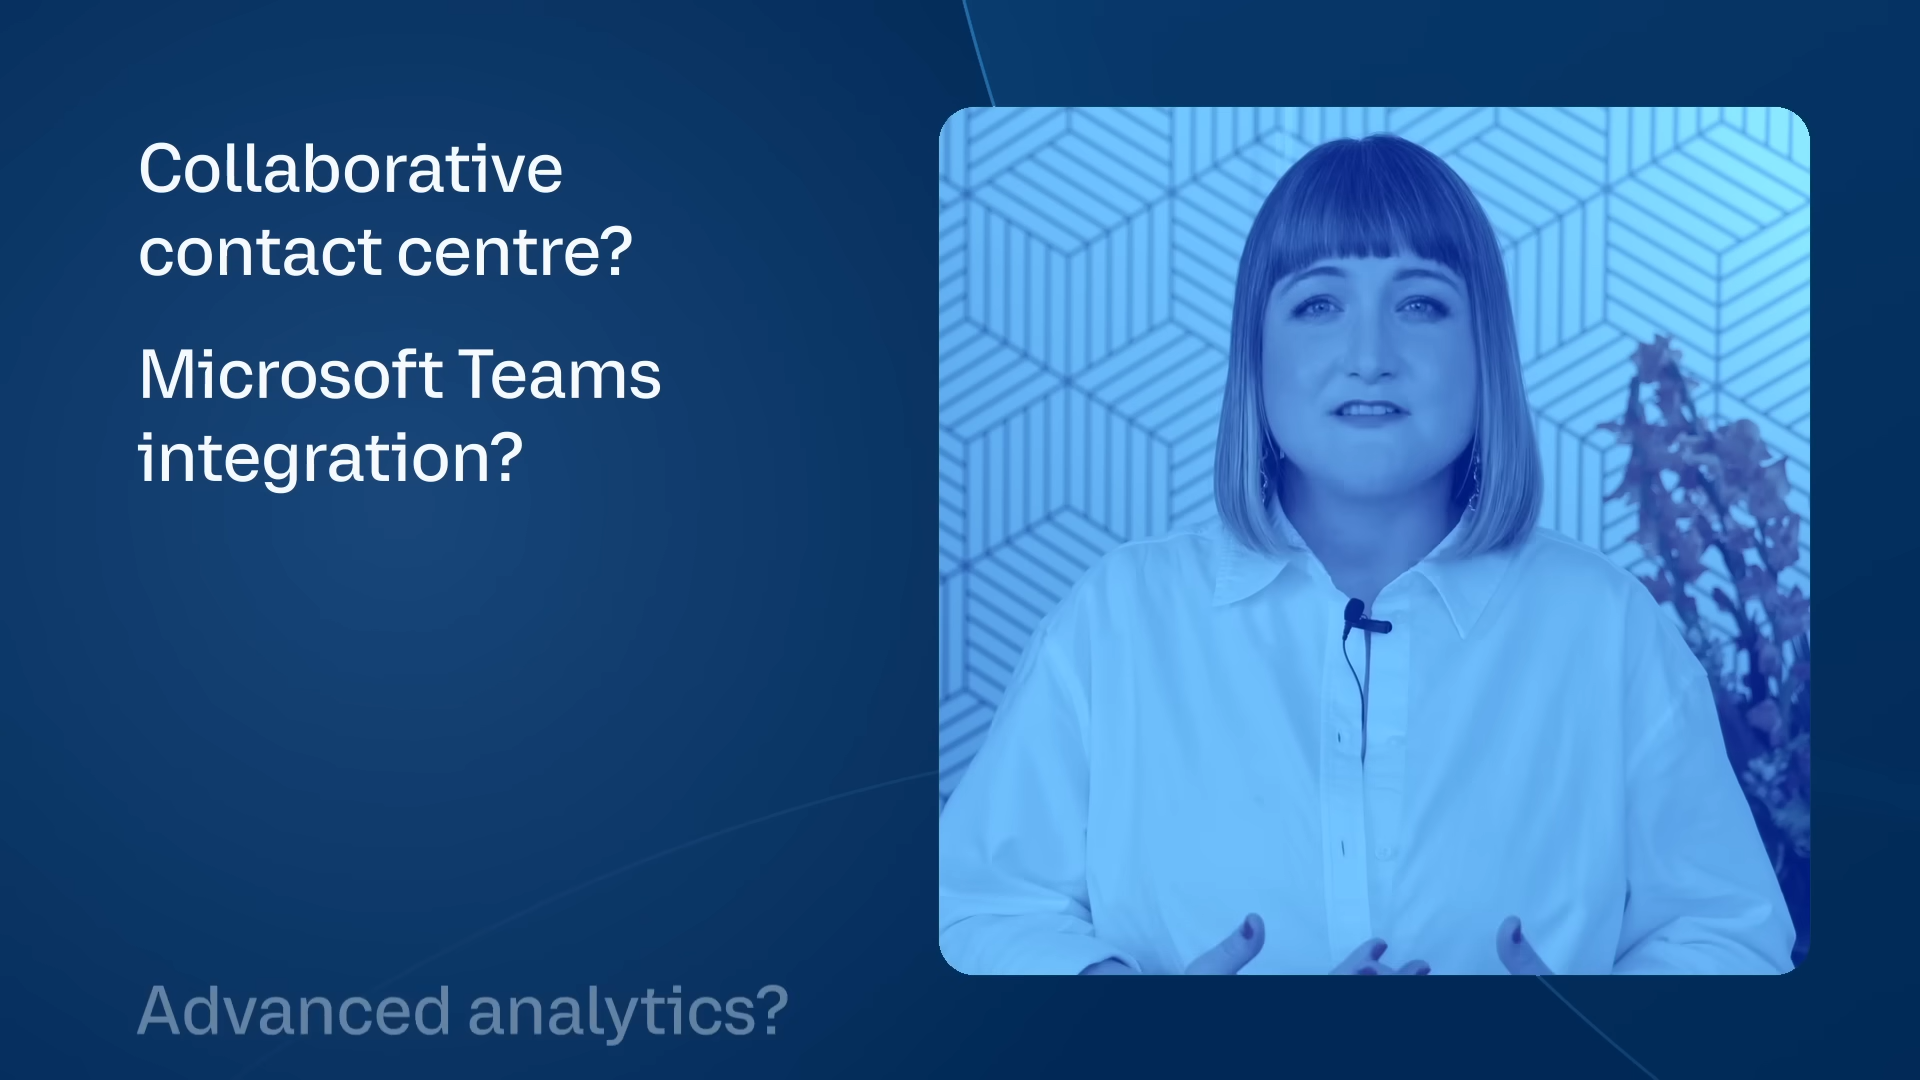 Collaborative
contact centre?
Microsoft Teams
integration?
Advanced analytics?